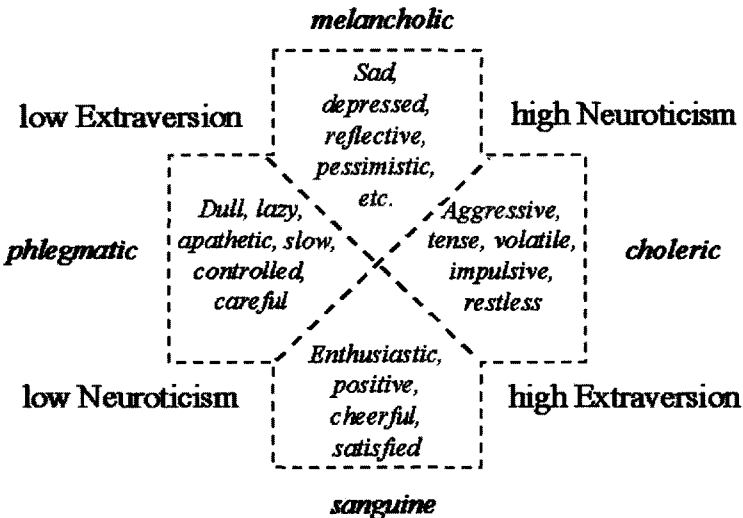 melancholic
low Extraversion
Sad,
depressed,
reflective,
pessimistic,
etc.
high Neuroticism
phlegmatic
Dull, lazy,
apathetic, slow,
controlled,
careful
Aggressive,
tense, volatile,
impulsive,
restless
choleric
low Neuroticism
Enthusiastic,
positive,
cheerful,
satisfied
high Extraversion
sanguine